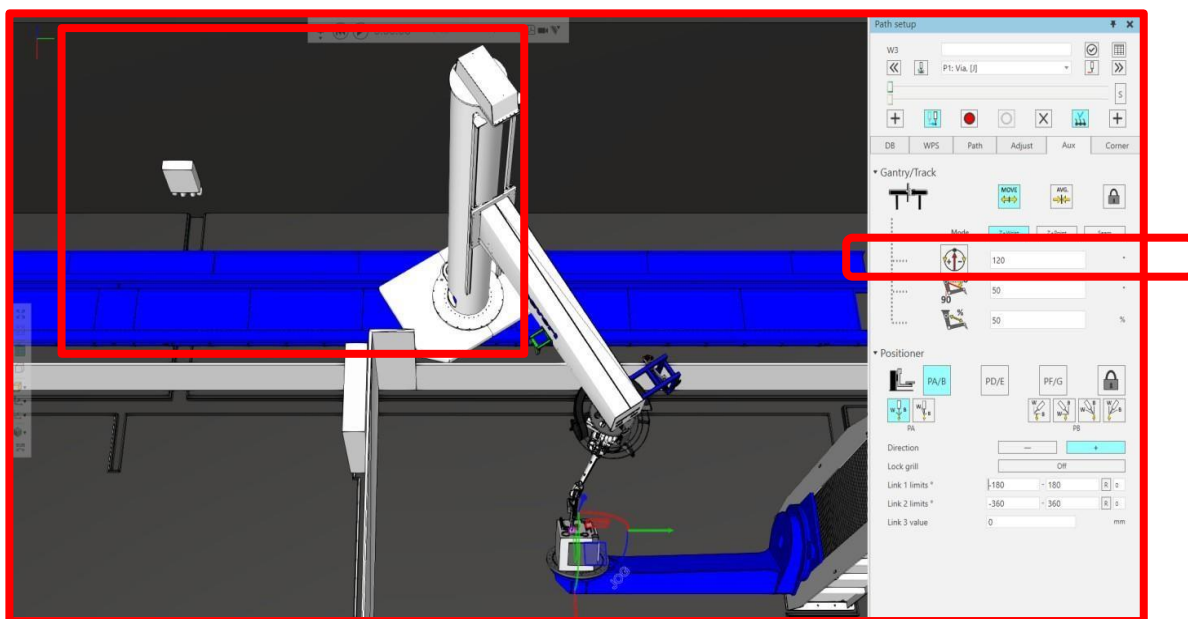 Path setup
W3
P1: Via, [J]
S
DB WPS Path Adjust Aux Corner
Gantry/Track
MOVE AVG.
Mode
120 °
50 °
90
%
50 %
Positioner
PA/B PD/E PF/G
W B W B W B W B W B W B
PA PB
Direction - +
Lock grill Off
Link 1 limits ° -180 - 180 R
Link 2 limits ° -360 - 360 R
Link 3 value 0 mm